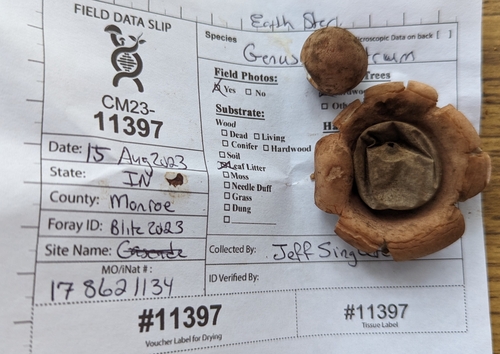 FIELD DATA SLIP
CM23-
11397
Date: 15 Aug 2023
State: IN
County: Monroe
Foray ID: Blitz 2023
Site Name:
MO/iNat #:
178621134
Earth Star
Species
Microscopic Data on back [ ]
Genus
Field Photos:
Yes No
Trees
Substrate:
Wood
Dead Living
Conifer Hardwood
Soil
Leaf Litter
Moss
Needle Duff
Grass
Dung
Collected By: Jeff
ID Verified By:
#11397
Voucher Label for Drying
#11397
Tissue Label